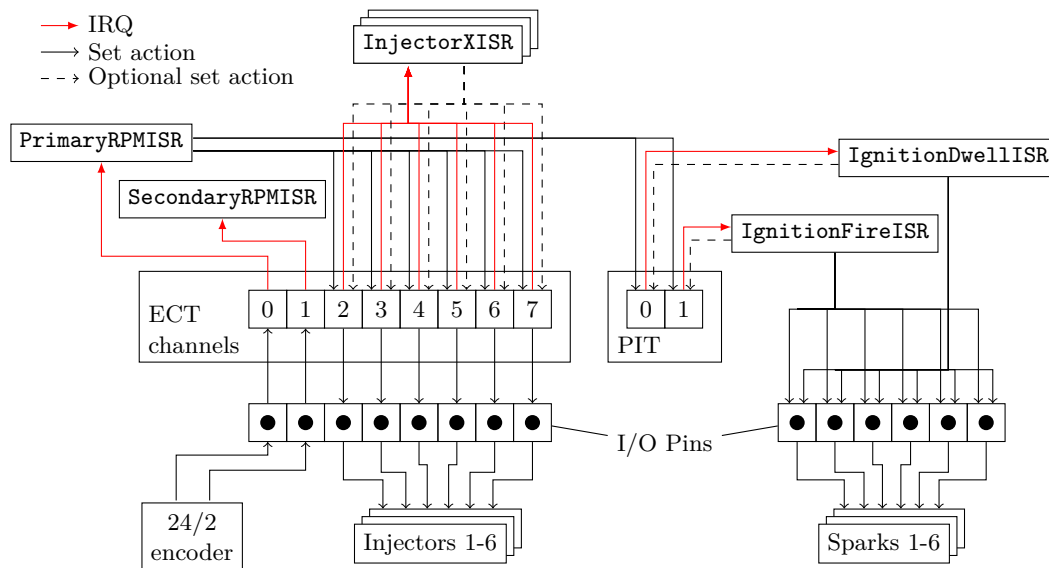 IRQ
Set action
Optional set action
InjectorXISR
PrimaryRPMISR
IgnitionDwellISR
SecondaryRPMISR
IgnitionFireISR
ECT
channels
0 1 2 3 4 5 6 7
0 1
PIT
I/O Pins
24/2
encoder
Injectors 1-6
Sparks 1-6